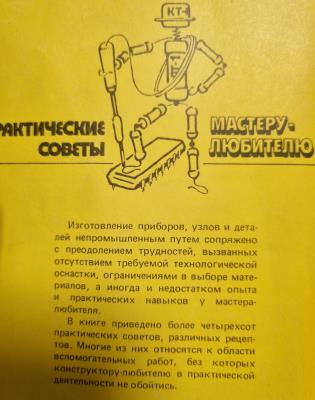 КТ-
РАКТИЧЕСКИЕ
СОВЕТЫ
МАСТЕРУ-
ЛЮБИТЕЛЮ
Изготовление приборов, узлов и дета-
лей непромышленным путем сопряжено
с преодолением трудностей, вызванных
отсутствием требуемой технологической
оснастки, ограничениями в выборе мате-
риалов, а иногда и недостатком опыта
и практических навыков у мастера-
любителя.
В книге приведено более четырехсот
практических советов, различных рецеп-
тов. Многие из них относятся к области
вспомогательных работ, без которых
конструктору-любителю в практической
деятельности не обойтись.